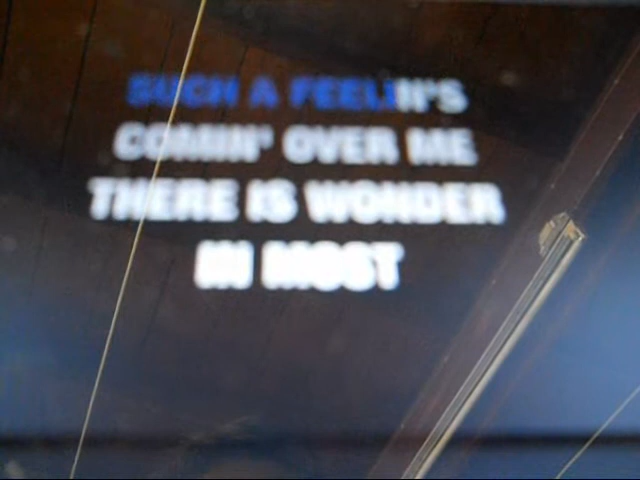 SUCH A FEELIN'S
COMIN' OVER ME
THERE IS WONDER
IN MOST